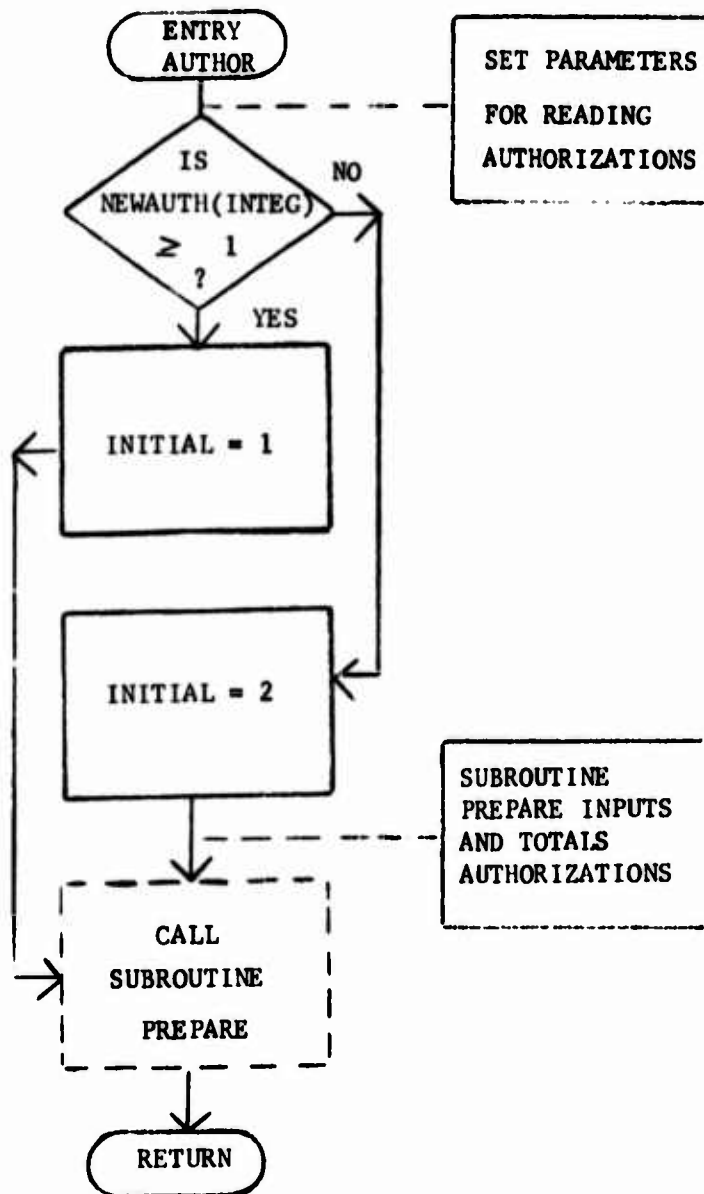 ENTRY
AUTHOR
SET PARAMETERS
FOR READING
AUTHORIZATIONS
IS
NEWAUTH(INTEG)
≥ 1
?
NO
YES
INITIAL = 1
INITIAL = 2
SUBROUTINE
PREPARE INPUTS
AND TOTALS
AUTHORIZATIONS
CALL
SUBROUTINE
PREPARE
RETURN